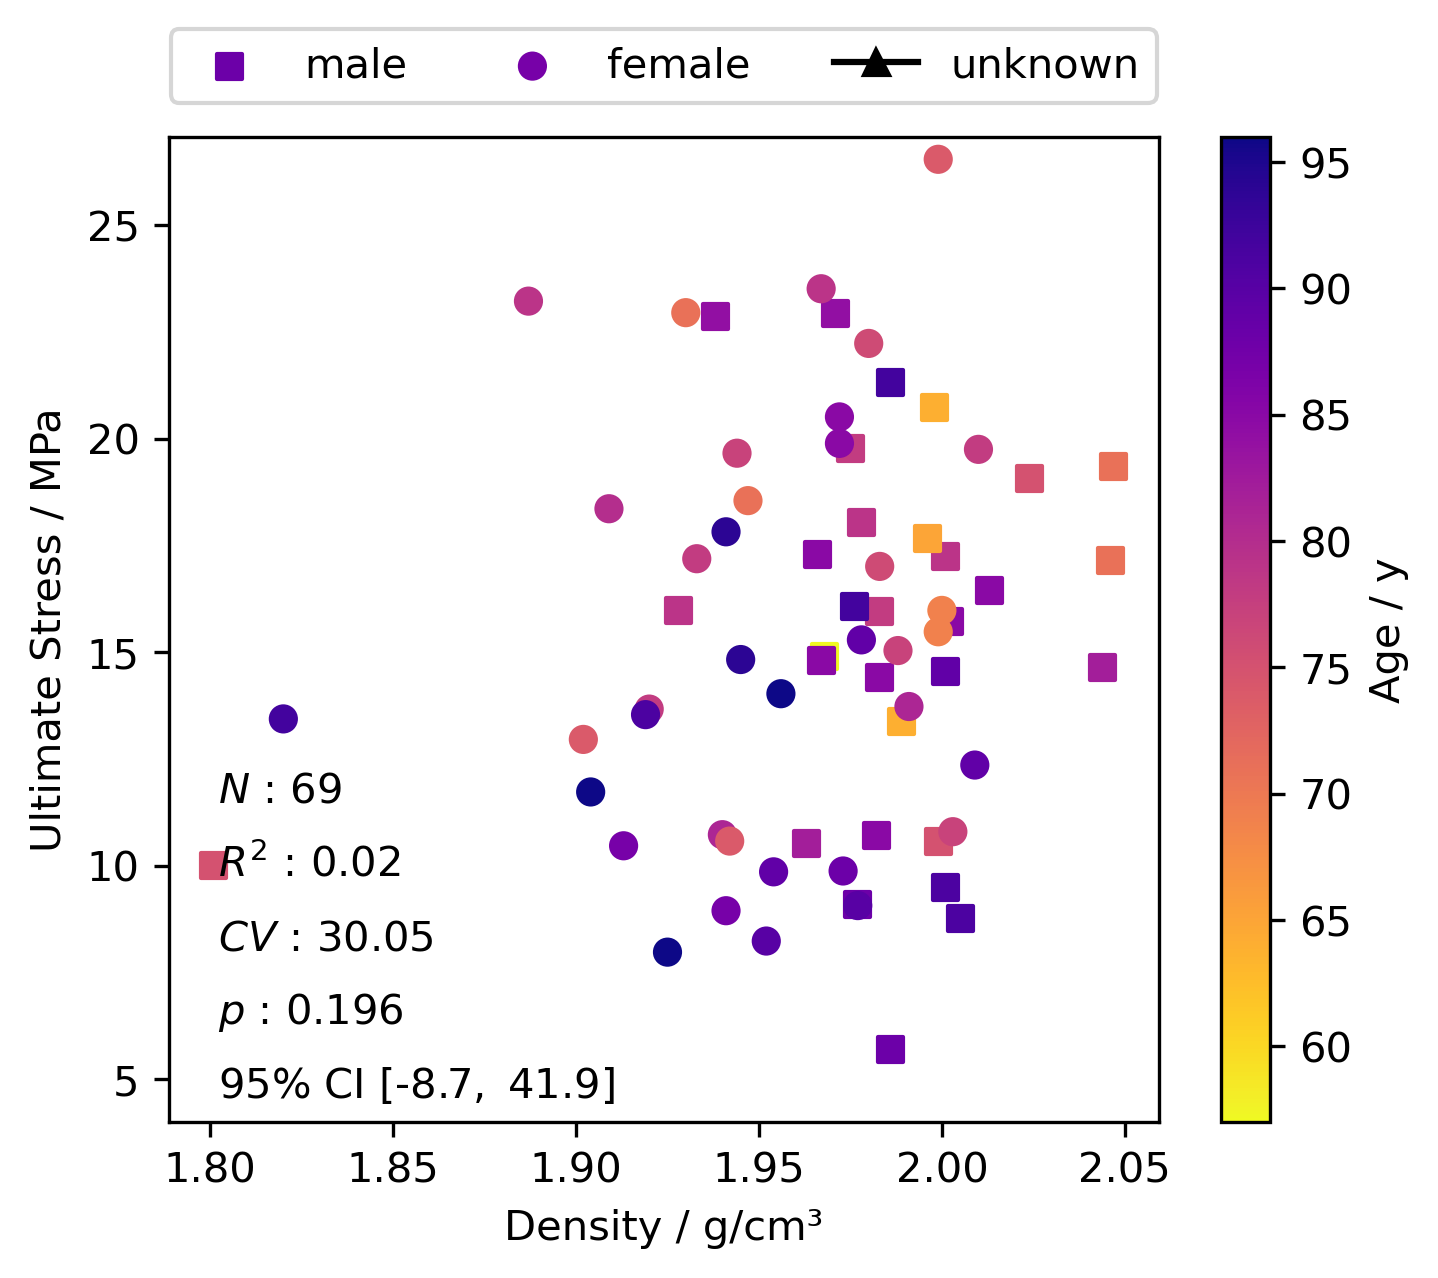 male female unknown
25
20
15
10
5
Ultimate Stress / MPa
N : 69
R² : 0.02
CV : 30.05
p : 0.196
95% CI [-8.7, 41.9]
1.80 1.85 1.90 1.95 2.00 2.05
Density / g/cm³
95
90
85
80
75
70
65
60
Age / y